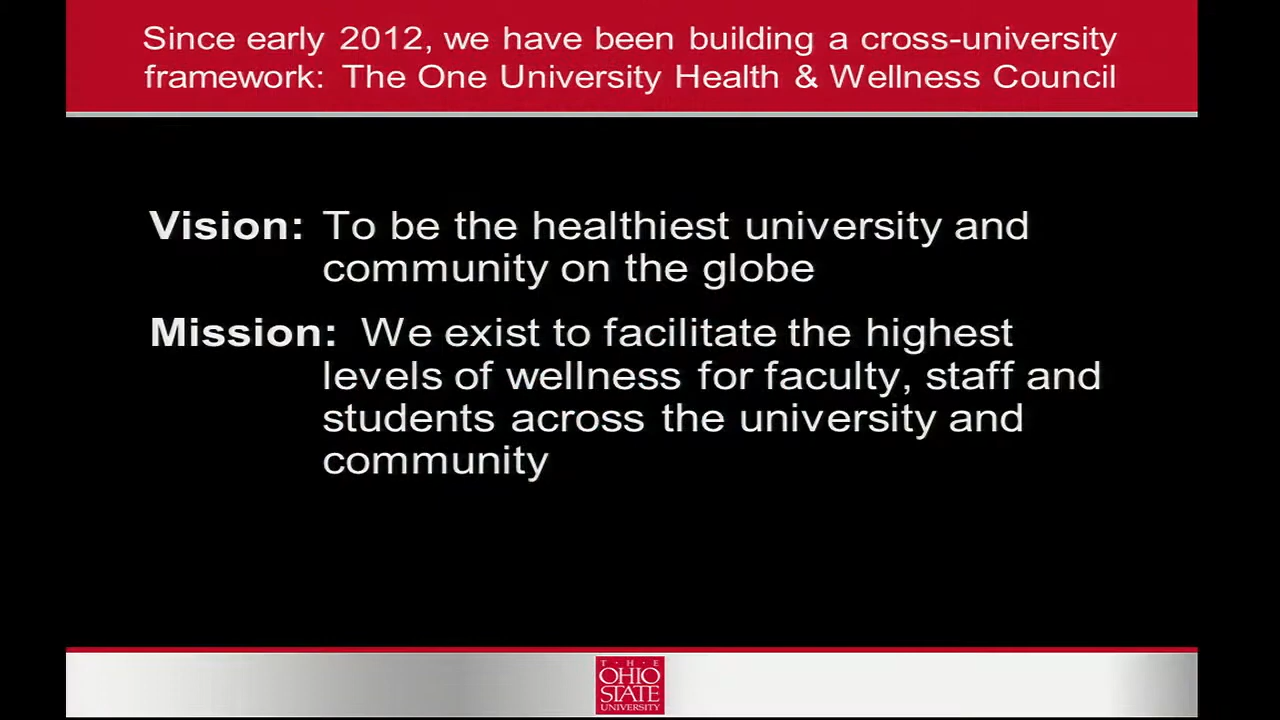 Since early 2012, we have been building a cross-university
framework: The One University Health & Wellness Council
Vision: To be the healthiest university and
community on the globe
Mission: We exist to facilitate the highest
levels of wellness for faculty, staff and
students across the university and
community
T · H · E
OHIO
STATE
UNIVERSITY